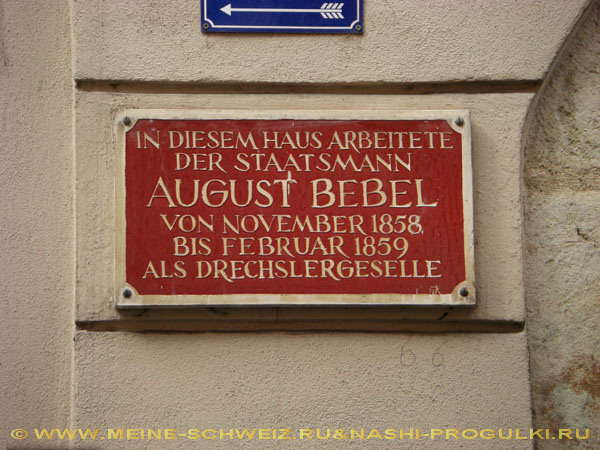 IN DIESEM HAUS ARBEITETE
DER STAATSMANN
AUGUST BEBEL
VON NOVEMBER 1858
BIS FEBRUAR 1859
ALS DRECHSLERGESELLE
© WWW.MEINE-SCHWEIZ.RU&NASHI-PROGULKI.RU